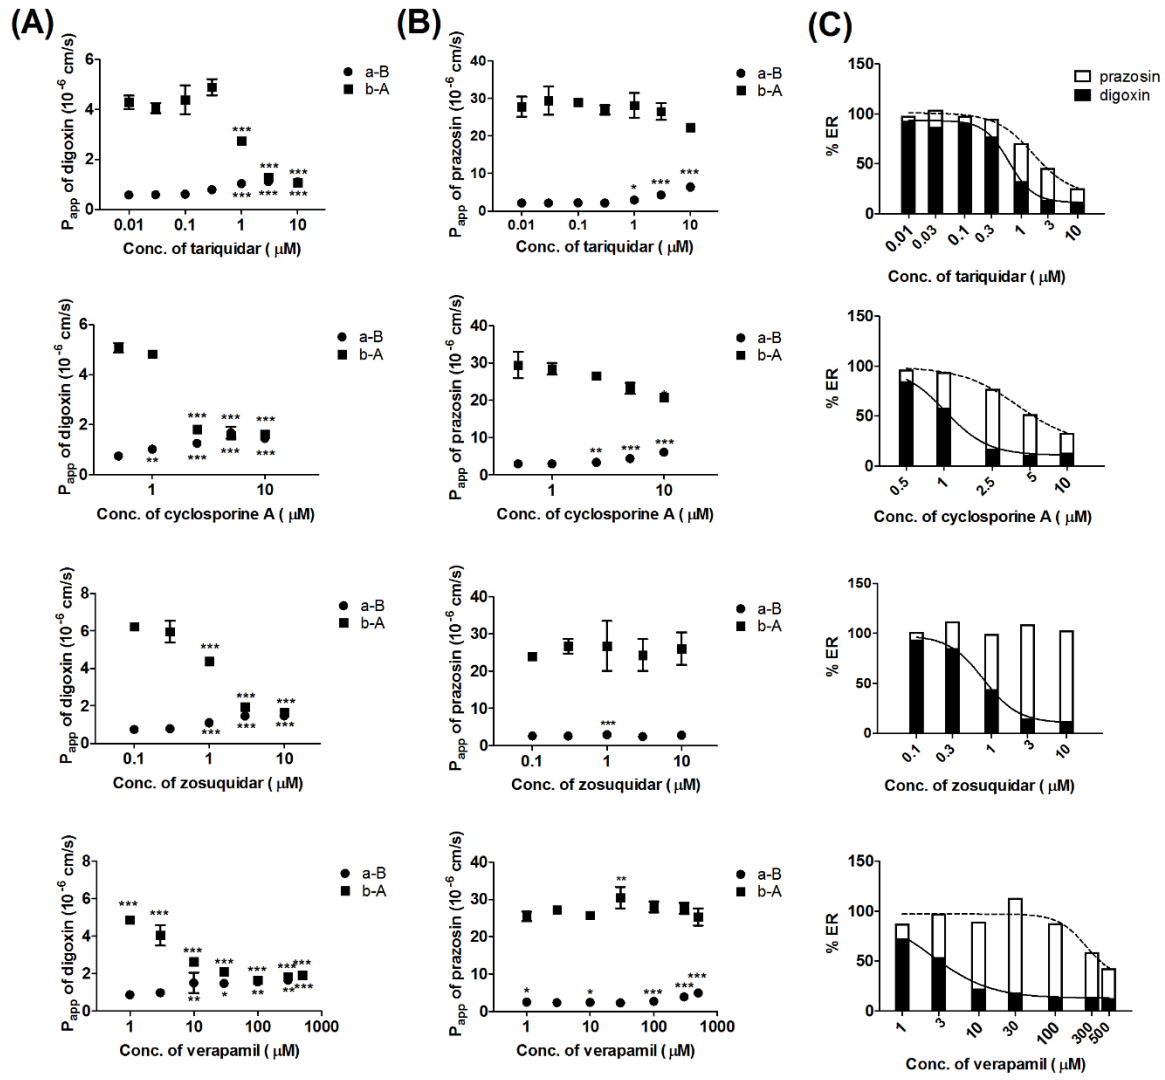 (A)
(B)
(C)
P_app of digoxin (10^-6 cm/s)
6
4
2
0
***
***
***
***
***
***
0.01 0.1 1 10
Conc. of tariquidar ( μM)
a-B
b-A
P_app of prazosin (10^-6 cm/s)
40
30
20
10
0
*
***
***
0.01 0.1 1 10
Conc. of tariquidar ( μM)
a-B
b-A
% ER
150
100
50
0
prazosin
digoxin
0.01 0.03 0.1 0.3 1 3 10
Conc. of tariquidar ( μM)
P_app of digoxin (10^-6 cm/s)
6
4
2
0
***
***
***
**
***
***
***
1 10
Conc. of cyclosporine A ( μM)
a-B
b-A
P_app of prazosin (10^-6 cm/s)
40
30
20
10
0
*
**
***
***
1 10
Conc. of cyclosporine A ( μM)
a-B
b-A
% ER
150
100
50
0
0.5 1 2.5 5 10
Conc. of cyclosporine A ( μM)
P_app of digoxin (10^-6 cm/s)
8
6
4
2
0
***
***
***
***
***
***
0.1 1 10
Conc. of zosuquidar ( μM)
a-B
b-A
P_app of prazosin (10^-6 cm/s)
40
30
20
10
0
***
0.1 1 10
Conc. of zosuquidar ( μM)
a-B
b-A
% ER
150
100
50
0
0.1 0.3 1 3 10
Conc. of zosuquidar ( μM)
P_app of digoxin (10^-6 cm/s)
8
6
4
2
0
***
***
***
***
***
***
***
**
*
**
**
***
1 10 100 1000
Conc. of verapamil ( μM)
a-B
b-A
P_app of prazosin (10^-6 cm/s)
40
30
20
10
0
**
*
*
***
***
***
1 10 100 1000
Conc. of verapamil ( μM)
a-B
b-A
% ER
150
100
50
0
1 3 10 30 100 300 500
Conc. of verapamil ( μM)